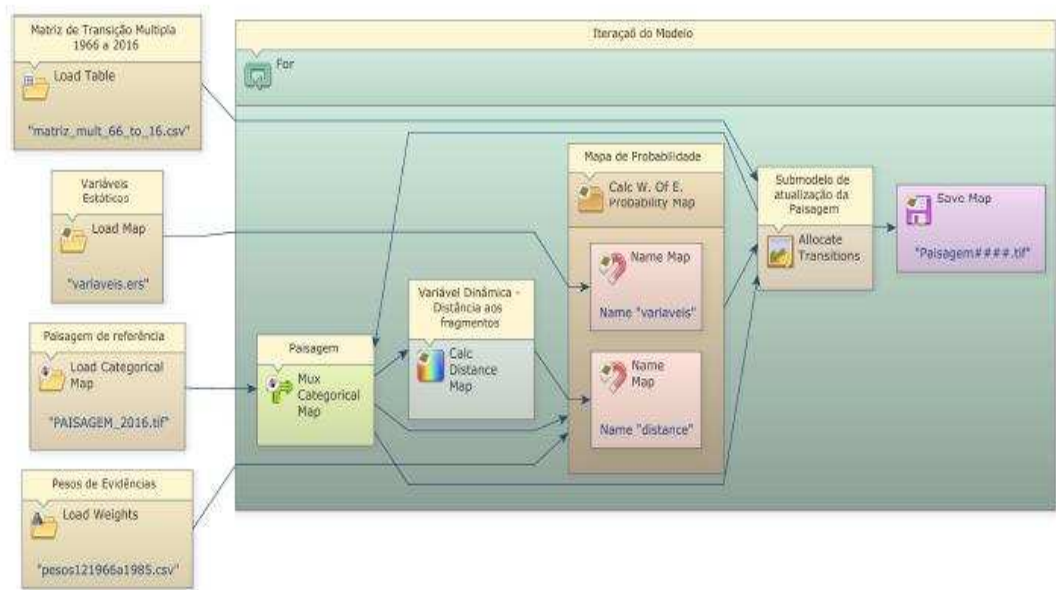 Matriz de Transição Multipla
1966 a 2016
Load Table
"matriz_mult_66_to_16.csv"
Variáveis
Estáticos
Load Map
"variaveis.ers"
Paisagem de referência
Load Categorical
Map
"PAISAGEM_2016.tif"
Pesos de Evidências
Load Weights
"pesos121966a1985.csv"
Iteraçaõ do Modelo
For
Paisagem
Mux
Categorical
Map
Variável Dinâmica -
Distância aos
fragmentos
Calc
Distance
Map
Mapa de Probabilidade
Calc W. Of E.
Probability Map
Name Map
Name "variaveis"
Name
Map
Name "distance"
Submodelo de
atualização da
Paisagem
Allocate
Transitions
Save Map
"Paisagem####.tif"